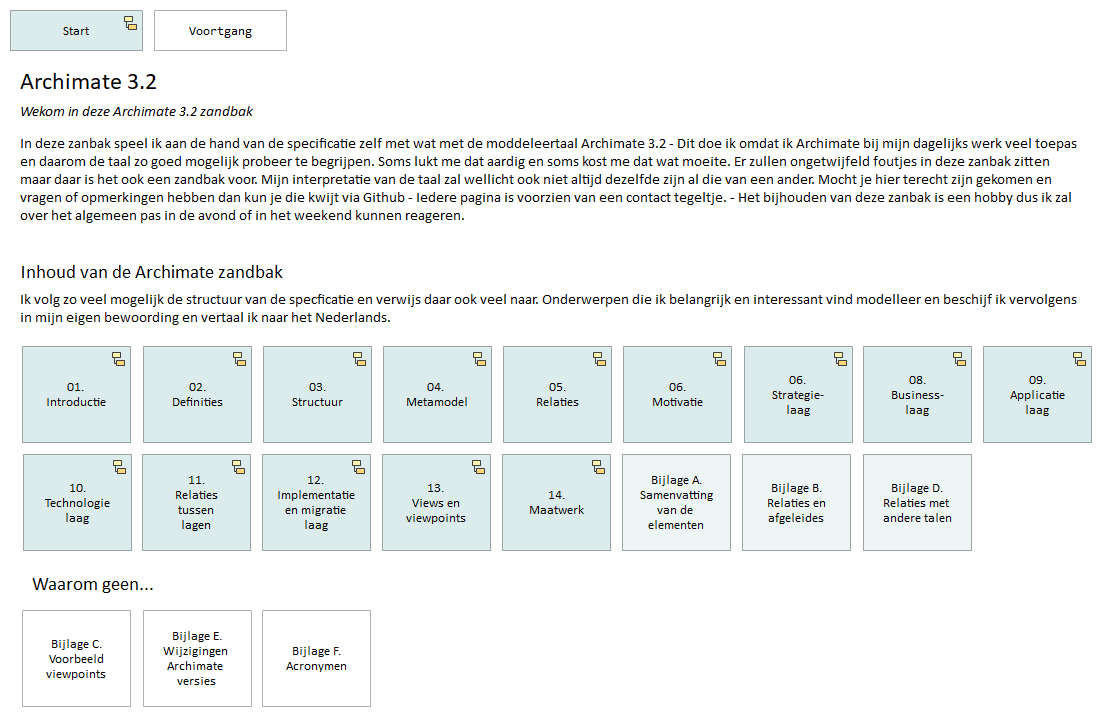 Start
Voortgang
Archimate 3.2
Wekom in deze Archimate 3.2 zandbak
In deze zanbak speel ik aan de hand van de specificatie zelf met wat met de moddeleertaal Archimate 3.2 - Dit doe ik omdat ik Archimate bij mijn dagelijks werk veel toepas
en daarom de taal zo goed mogelijk probeer te begrijpen. Soms lukt me dat aardig en soms kost me dat wat moeite. Er zullen ongetwijfeld foutjes in deze zanbak zitten
maar daar is het ook een zandbak voor. Mijn interpretatie van de taal zal wellicht ook niet altijd dezelfde zijn al die van een ander. Mocht je hier terecht zijn gekomen en
vragen of opmerkingen hebben dan kun je die kwijt via Github - Iedere pagina is voorzien van een contact tegeltje. - Het bijhouden van deze zanbak is een hobby dus ik zal
over het algemeen pas in de avond of in het weekend kunnen reageren.
Inhoud van de Archimate zandbak
Ik volg zo veel mogelijk de structuur van de specficatie en verwijs daar ook veel naar. Onderwerpen die ik belangrijk en interessant vind modelleer en beschijf ik vervolgens
in mijn eigen bewoording en vertaal ik naar het Nederlands.
01.
Introductie
02.
Definities
03.
Structuur
04.
Metamodel
05.
Relaties
06.
Motivatie
06.
Strategie-
laag
08.
Business-
laag
09.
Applicatie
laag
10.
Technologie
laag
11.
Relaties
tussen
lagen
12.
Implementatie
en migratie
laag
13.
Views en
viewpoints
14.
Maatwerk
Bijlage A.
Samenvatting
van de
elementen
Bijlage B.
Relaties en
afgeleides
Bijlage D.
Relaties met
andere talen
Waarom geen...
Bijlage C.
Voorbeeld
viewpoints
Bijlage E.
Wijzigingen
Archimate
versies
Bijlage F.
Acronymen